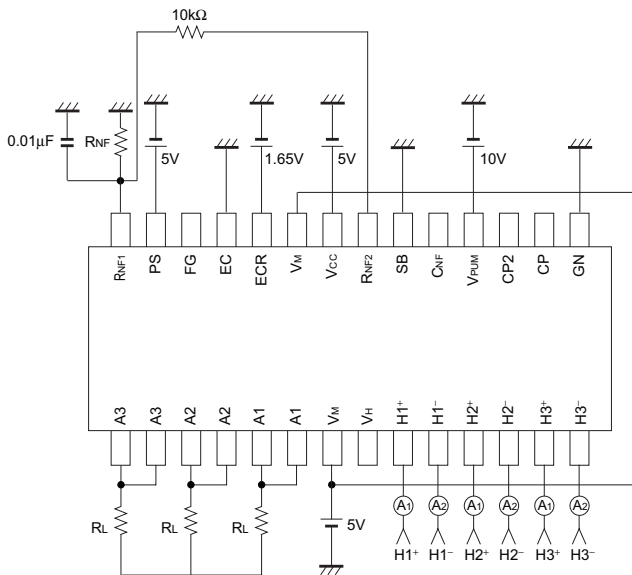 10kΩ
0.01µF
RNF
5V
1.65V
5V
10V
RNF1 PS FG EC ECR VM VCC RNF2 SB CNF VPUM CP2 CP GN
A3 A3 A2 A2 A1 A1 VM VH H1+ H1− H2+ H2− H3+ H3−
RL RL RL 5V
A1 A2 A1 A2 A1 A2
H1+ H1− H2+ H2− H3+ H3−